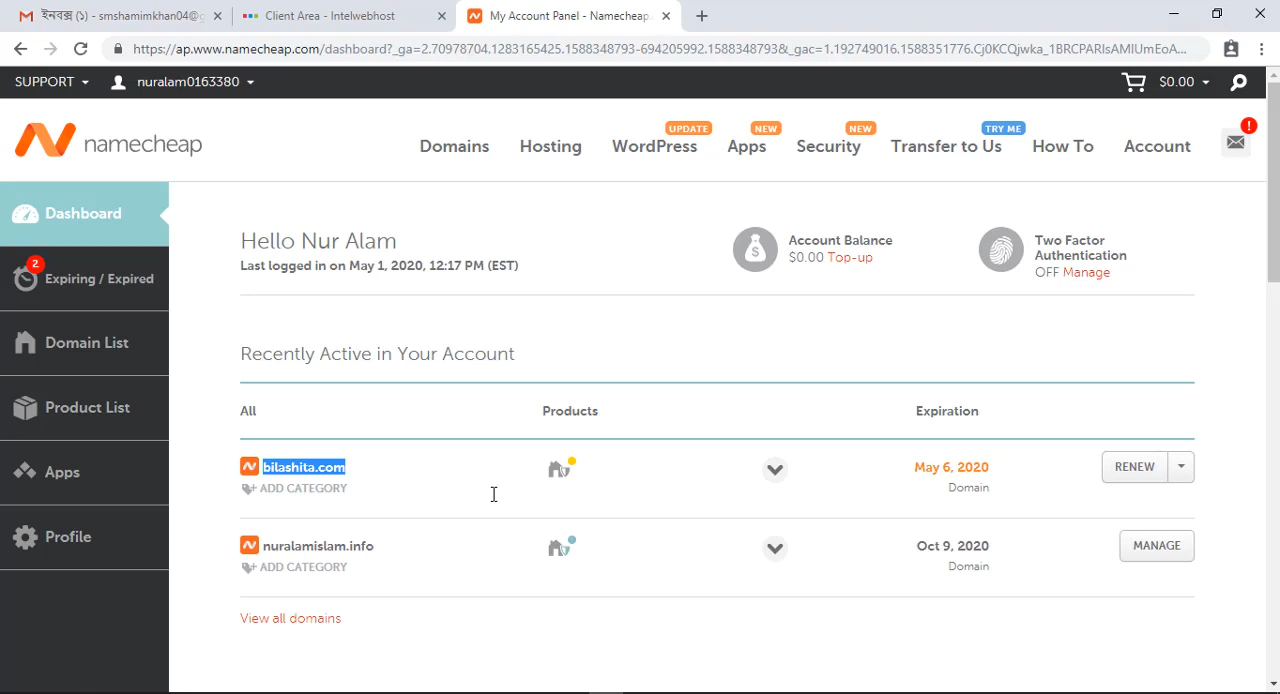 ইনবক্স (১) - smshamimkhan04@g
Client Area - Intelwebhost
My Account Panel - Namecheap
https://ap.www.namecheap.com/dashboard?_ga=2.70978704.1283165425.1588348793-694205992.1588348793&_gac=1.192749016.1588351776.Cj0KCQjwka_1BRCPARIsAMIUmEoA...
SUPPORT
nuralam0163380
$0.00
namecheap
Domains
Hosting
UPDATE
WordPress
NEW
Apps
NEW
Security
TRY ME
Transfer to Us
How To
Account
!
Dashboard
2
Expiring / Expired
Domain List
Product List
Apps
Profile
Hello Nur Alam
Last logged in on May 1, 2020, 12:17 PM (EST)
Account Balance
$0.00 Top-up
Two Factor
Authentication
OFF Manage
Recently Active in Your Account
All Products Expiration
bilashita.com May 6, 2020 RENEW
ADD CATEGORY Domain
nuralamislam.info Oct 9, 2020 MANAGE
ADD CATEGORY Domain
View all domains